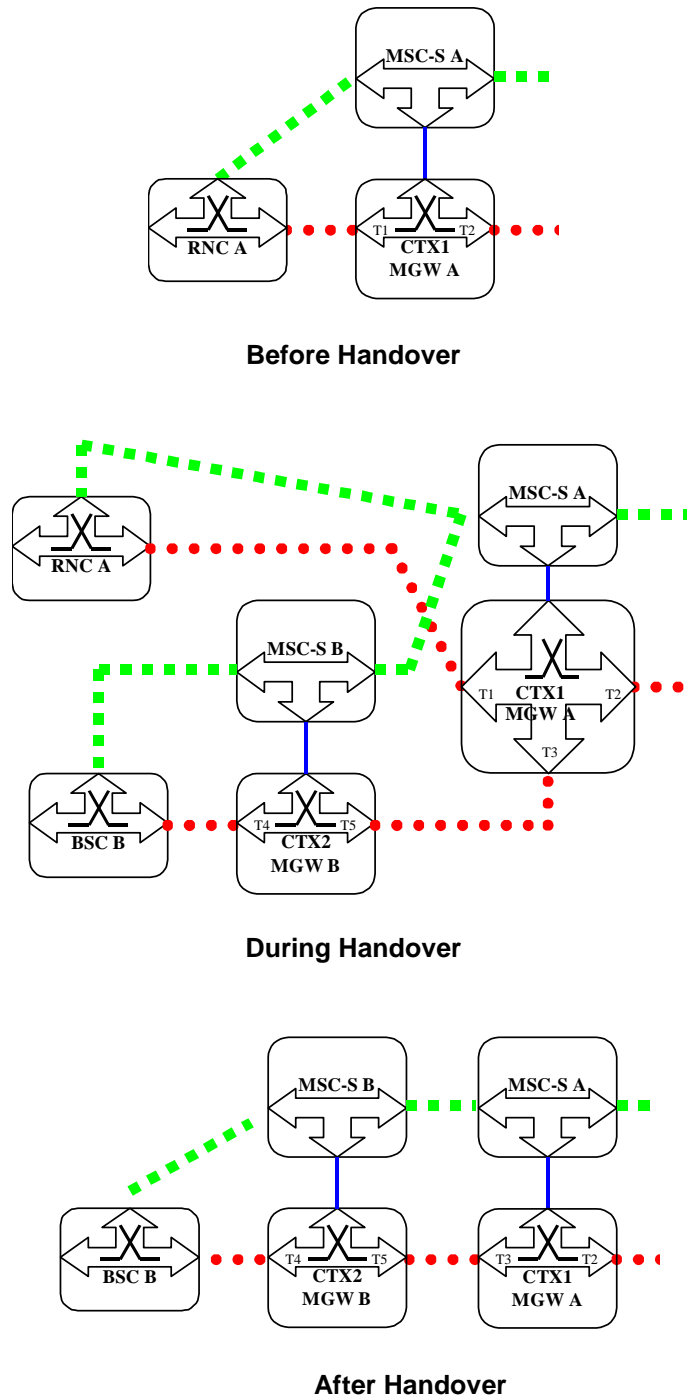 MSC-S A
T1
T2
RNC A
CTX1
MGW A
Before Handover
MSC-S A
RNC A
MSC-S B
CTX1
T1
T2
MGW A
T3
T4
T5
BSC B
CTX2
MGW B
During Handover
MSC-S B
MSC-S A
T4
T5
T3
T2
BSC B
CTX2
CTX1
MGW B
MGW A
After Handover